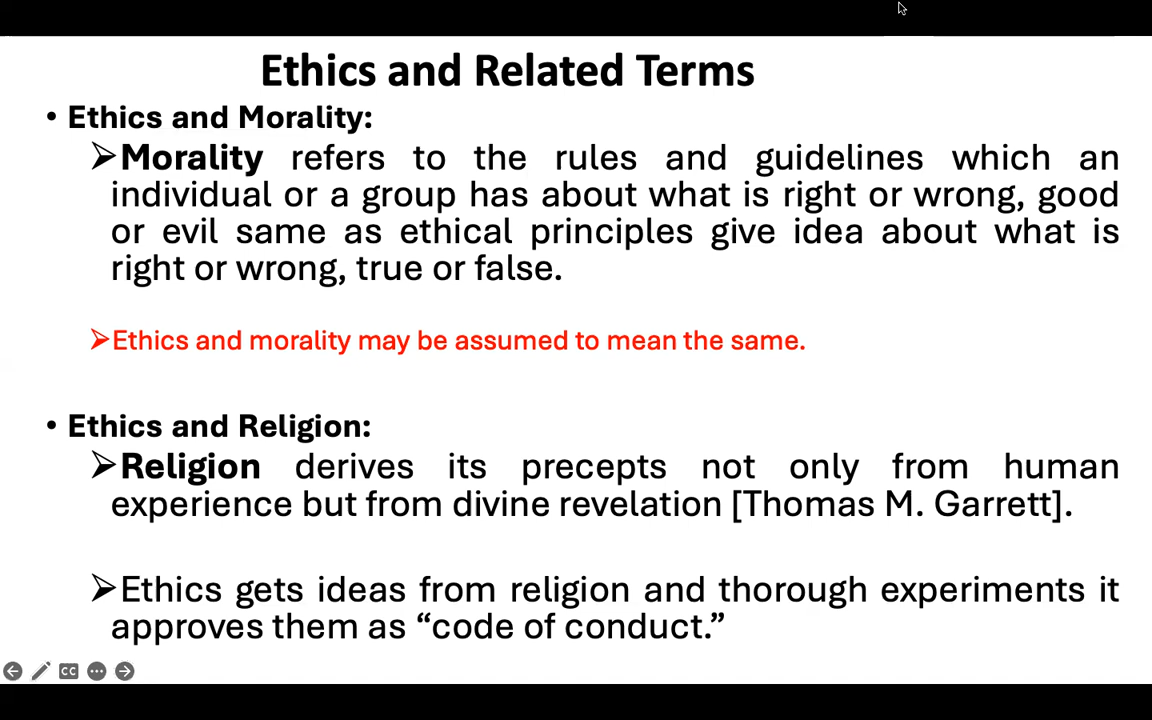 Ethics and Related Terms
• Ethics and Morality:
➢Morality refers to the rules and guidelines which an
individual or a group has about what is right or wrong, good
or evil same as ethical principles give idea about what is
right or wrong, true or false.
➢Ethics and morality may be assumed to mean the same.
• Ethics and Religion:
➢Religion derives its precepts not only from human
experience but from divine revelation [Thomas M. Garrett].
➢Ethics gets ideas from religion and thorough experiments it
approves them as “code of conduct.”
CC